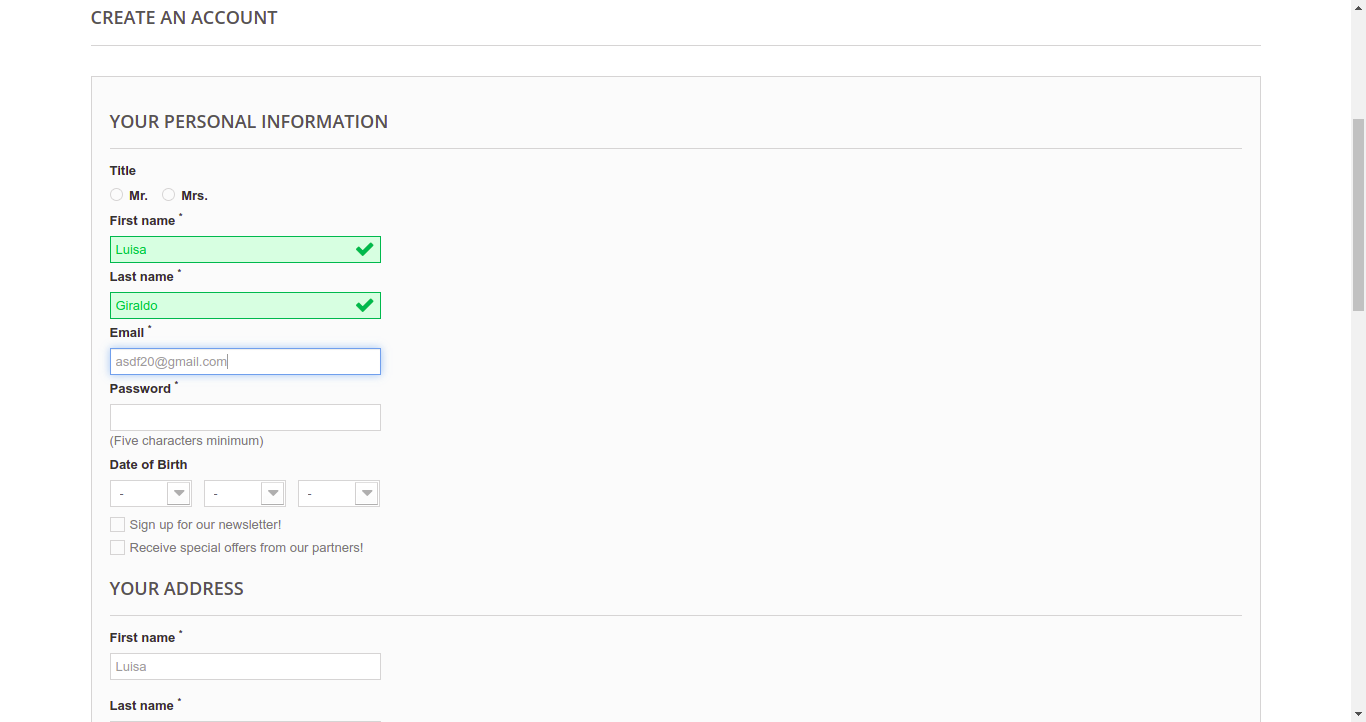 CREATE AN ACCOUNT
YOUR PERSONAL INFORMATION
Title
Mr. Mrs.
First name *
Luisa
Last name *
Giraldo
Email *
asdf20@gmail.com
Password *
(Five characters minimum)
Date of Birth
- - -
Sign up for our newsletter!
Receive special offers from our partners!
YOUR ADDRESS
First name *
Luisa
Last name *